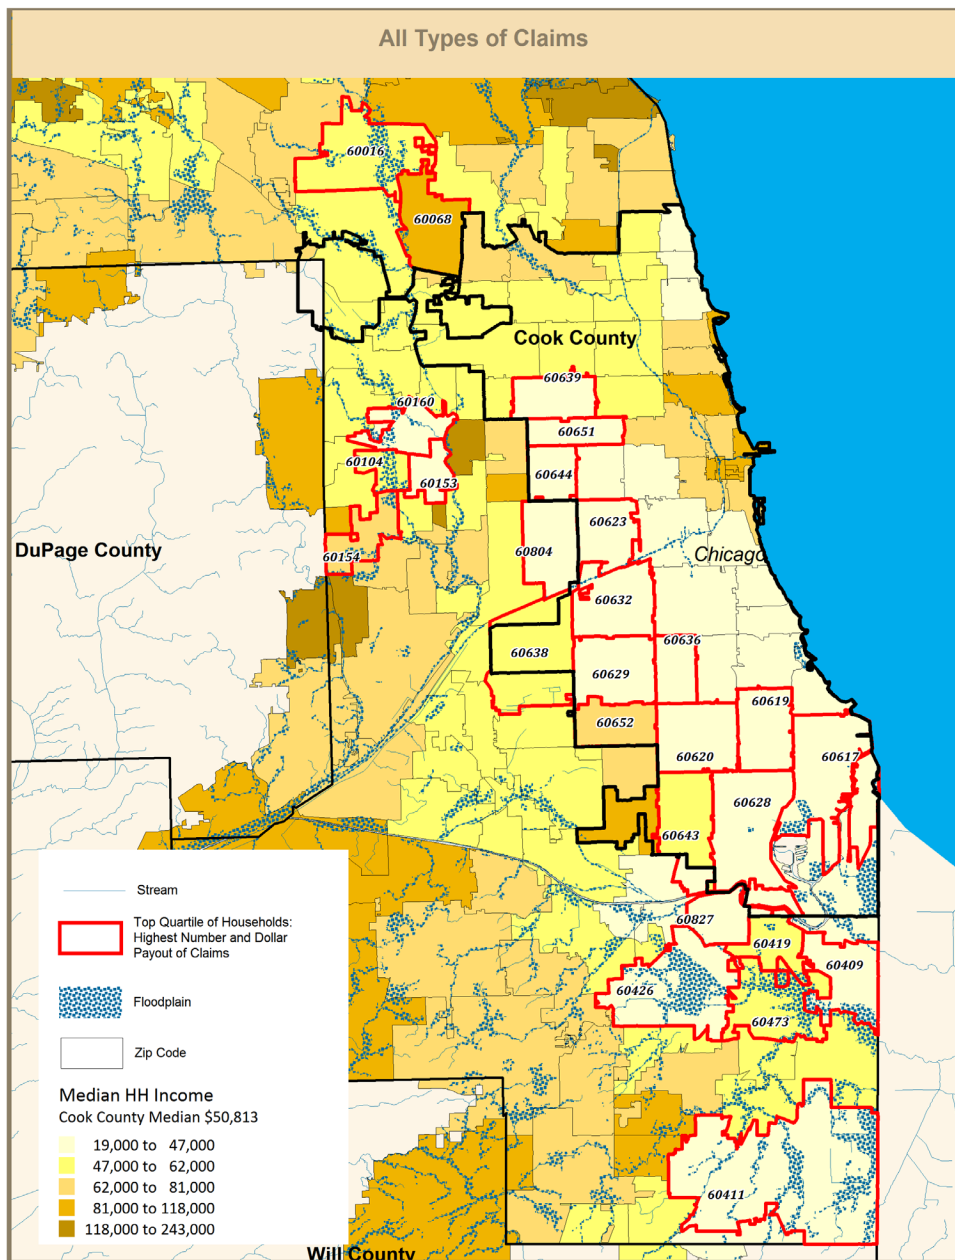 All Types of Claims
60016
60068
Cook County
60639
60160
60651
60104
60644
60153
60623
DuPage County
60804
Chicago
60154
60632
60636
60638
60629
60619
60652
60620
60617
60628
60643
60827
60419
60409
60426
60473
60411
Stream
Top Quartile of Households:
Highest Number and Dollar
Payout of Claims
Floodplain
Zip Code
Median HH Income
Cook County Median $50,813
19,000 to 47,000
47,000 to 62,000
62,000 to 81,000
81,000 to 118,000
118,000 to 243,000
Will County